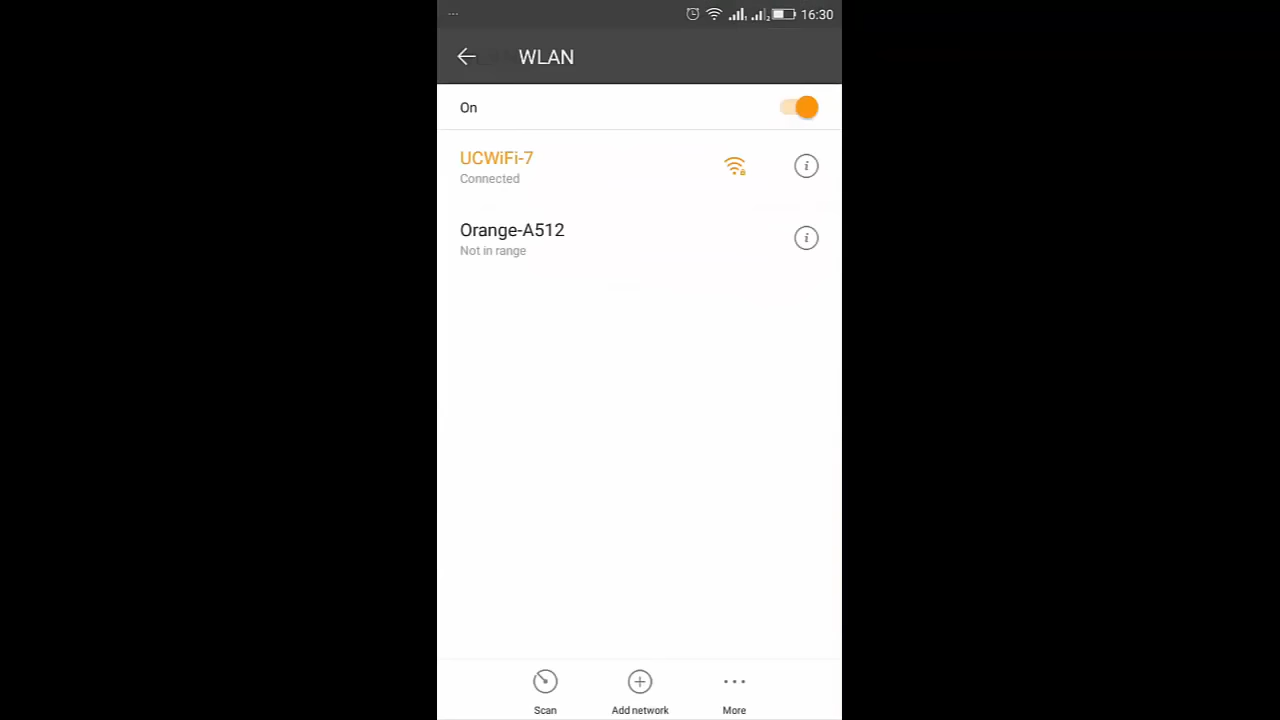 16:30
WLAN
On
UCWiFi-7
Connected
Orange-A512
Not in range
Scan Add network More